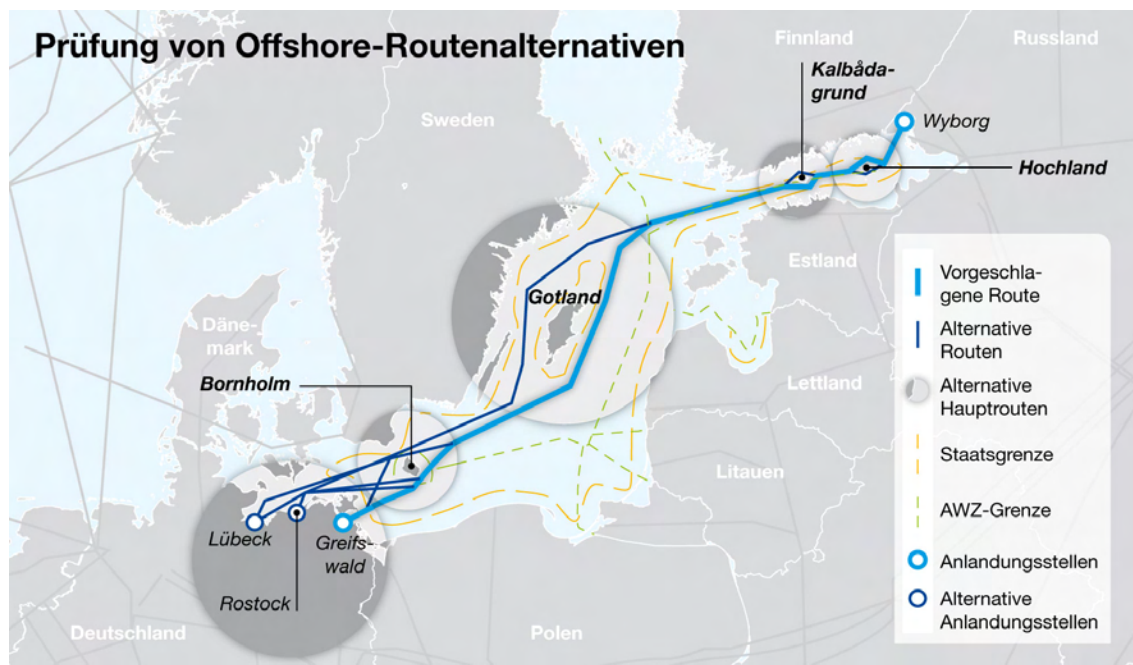 Prüfung von Offshore-Routenalternativen
Finnland
Russland
Kalbåda-
grund
Wyborg
Sweden
Hochland
Estland
Gotland
Däne-
mark
Bornholm
Lettland
Litauen
Lübeck
Greifs-
wald
Rostock
Deutschland
Polen
Vorgeschla-
gene Route
Alternative
Routen
Alternative
Hauptrouten
Staatsgrenze
AWZ-Grenze
Anlandungsstellen
Alternative
Anlandungsstellen